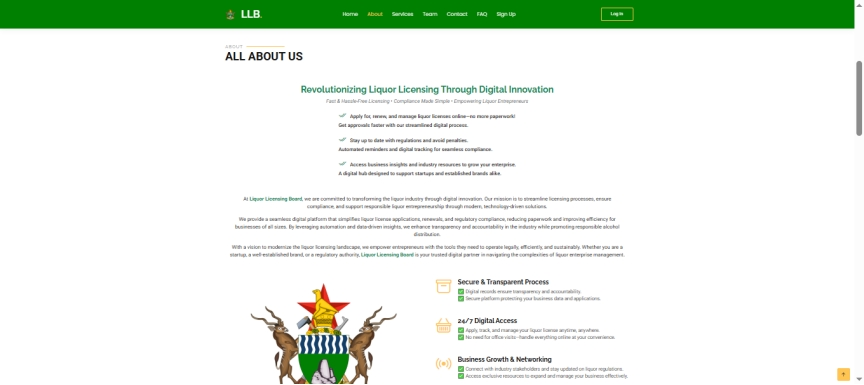 LLB.
Home About Services Team Contact FAQ Sign Up
Log In
ABOUT
ALL ABOUT US
Revolutionizing Liquor Licensing Through Digital Innovation
Fast & Hassle-Free Licensing • Compliance Made Simple • Empowering Liquor Entrepreneurs
Apply for, renew, and manage liquor licenses online—no more paperwork!
Get approvals faster with our streamlined digital process.
Stay up to date with regulations and avoid penalties.
Automated reminders and digital tracking for seamless compliance.
Access business insights and industry resources to grow your enterprise.
A digital hub designed to support startups and established brands alike.
At Liquor Licensing Board, we are committed to transforming the liquor industry through digital innovation. Our mission is to streamline licensing processes, ensure
compliance, and support responsible liquor entrepreneurship through modern, technology-driven solutions.
We provide a seamless digital platform that simplifies liquor license applications, renewals, and regulatory compliance, reducing paperwork and improving efficiency for
businesses of all sizes. By leveraging automation and data-driven insights, we enhance transparency and accountability in the industry while promoting responsible alcohol
distribution.
With a vision to modernize the liquor licensing landscape, we empower entrepreneurs with the tools they need to operate legally, efficiently, and sustainably. Whether you are a
startup, a well-established brand, or a regulatory authority, Liquor Licensing Board is your trusted digital partner in navigating the complexities of liquor enterprise management.
Secure & Transparent Process
Digital records ensure transparency and accountability.
Secure platform protecting your business data and applications.
24/7 Digital Access
Apply, track, and manage your liquor license anytime, anywhere.
No need for office visits—handle everything online at your convenience.
Business Growth & Networking
Connect with industry stakeholders and stay updated on liquor regulations.
Access exclusive resources to expand and manage your business effectively.